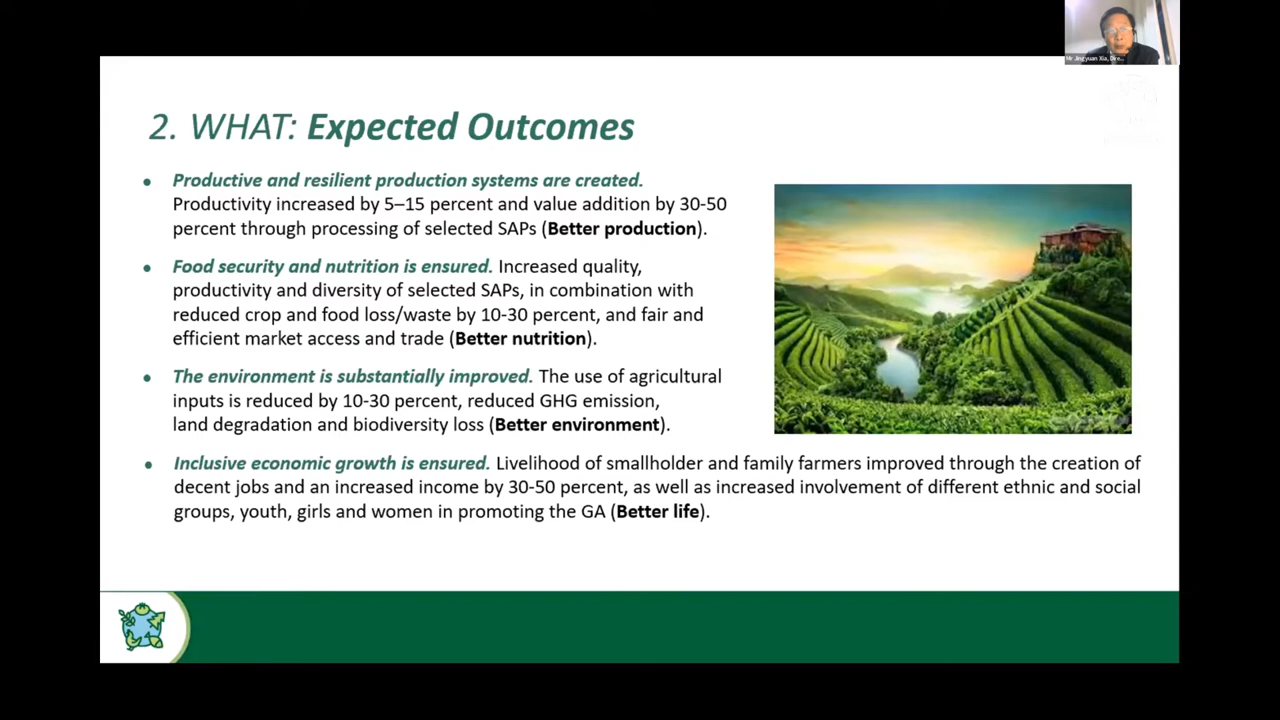 Mr Jingyuan Xia, Dire...
2. WHAT: Expected Outcomes
• Productive and resilient production systems are created.
Productivity increased by 5–15 percent and value addition by 30-50
percent through processing of selected SAPs (Better production).
• Food security and nutrition is ensured. Increased quality,
productivity and diversity of selected SAPs, in combination with
reduced crop and food loss/waste by 10-30 percent, and fair and
efficient market access and trade (Better nutrition).
• The environment is substantially improved. The use of agricultural
inputs is reduced by 10-30 percent, reduced GHG emission,
land degradation and biodiversity loss (Better environment).
• Inclusive economic growth is ensured. Livelihood of smallholder and family farmers improved through the creation of
decent jobs and an increased income by 30-50 percent, as well as increased involvement of different ethnic and social
groups, youth, girls and women in promoting the GA (Better life).